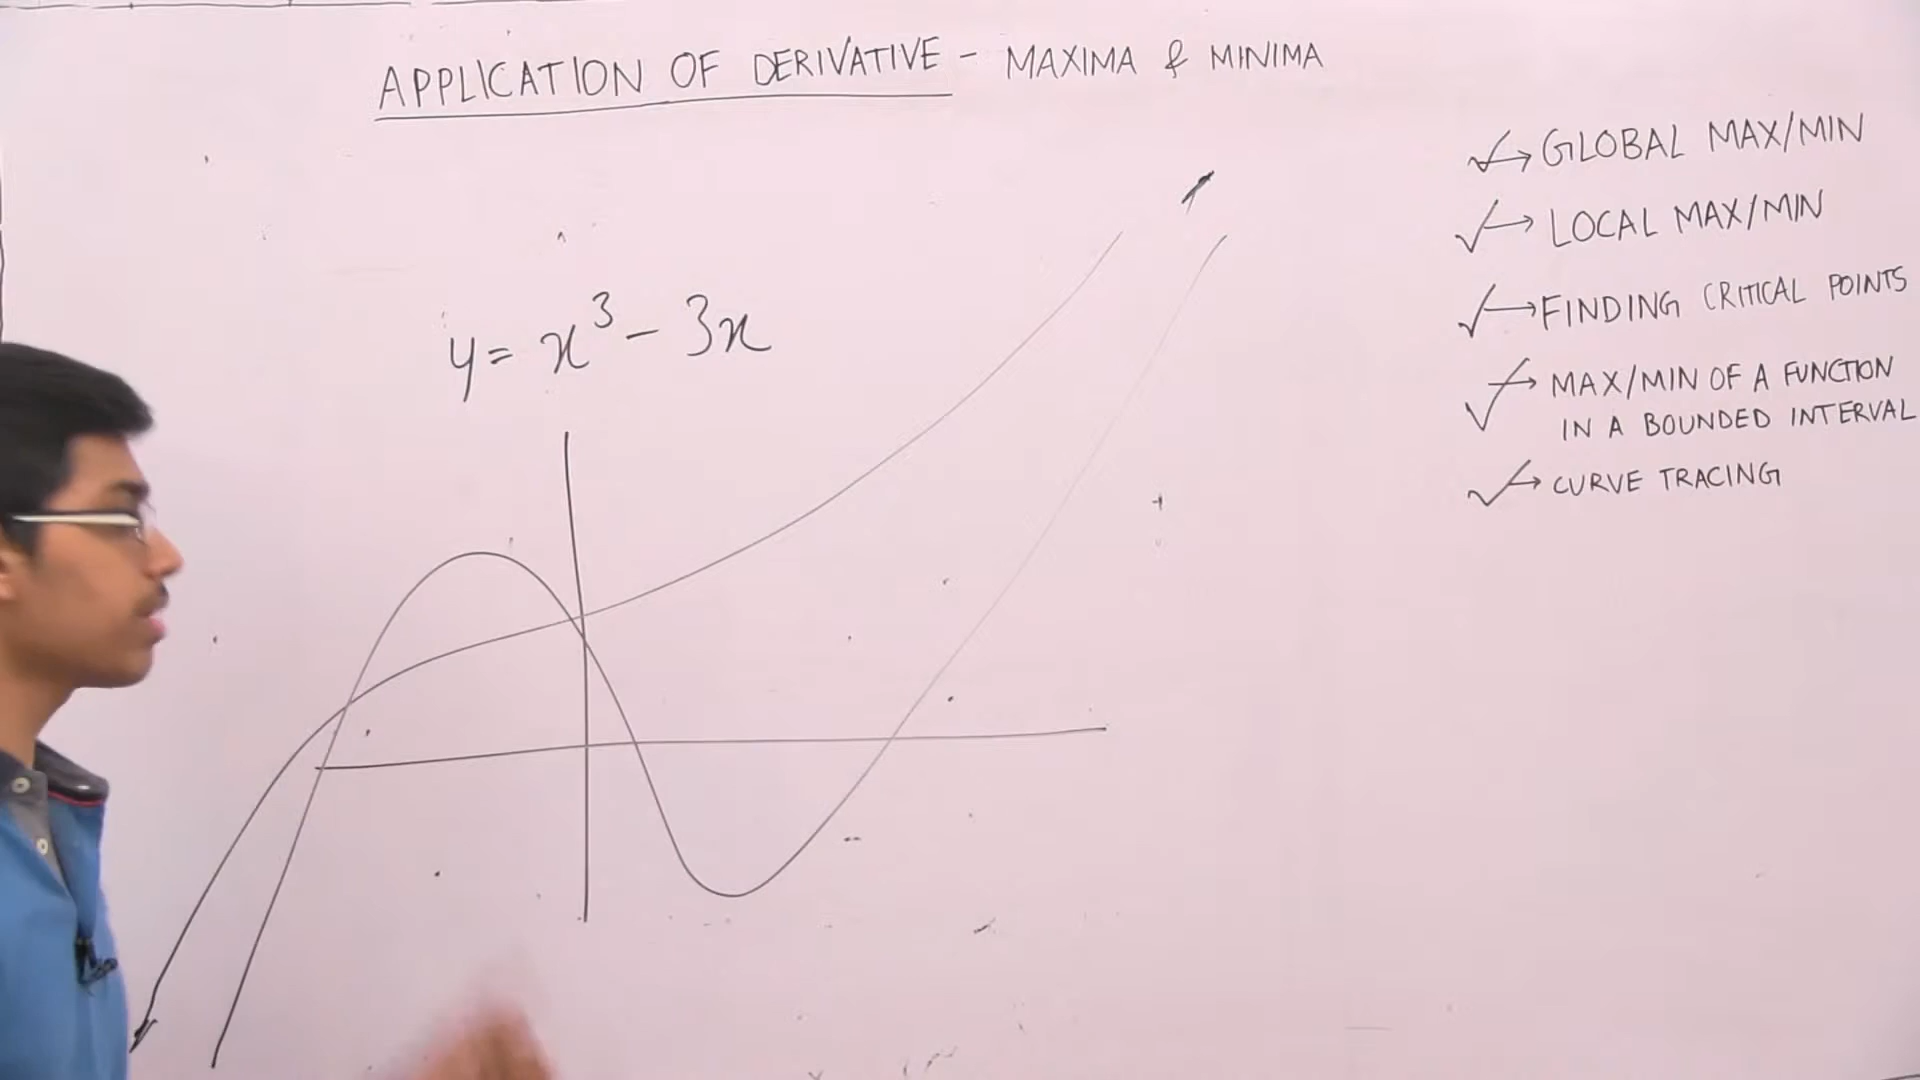 APPLICATION OF DERIVATIVE - MAXIMA & MINIMA
y = x³ - 3x
✓→ GLOBAL MAX/MIN
✓→ LOCAL MAX/MIN
✓→ FINDING CRITICAL POINTS
✓→ MAX/MIN OF A FUNCTION
IN A BOUNDED INTERVAL
✓→ CURVE TRACING